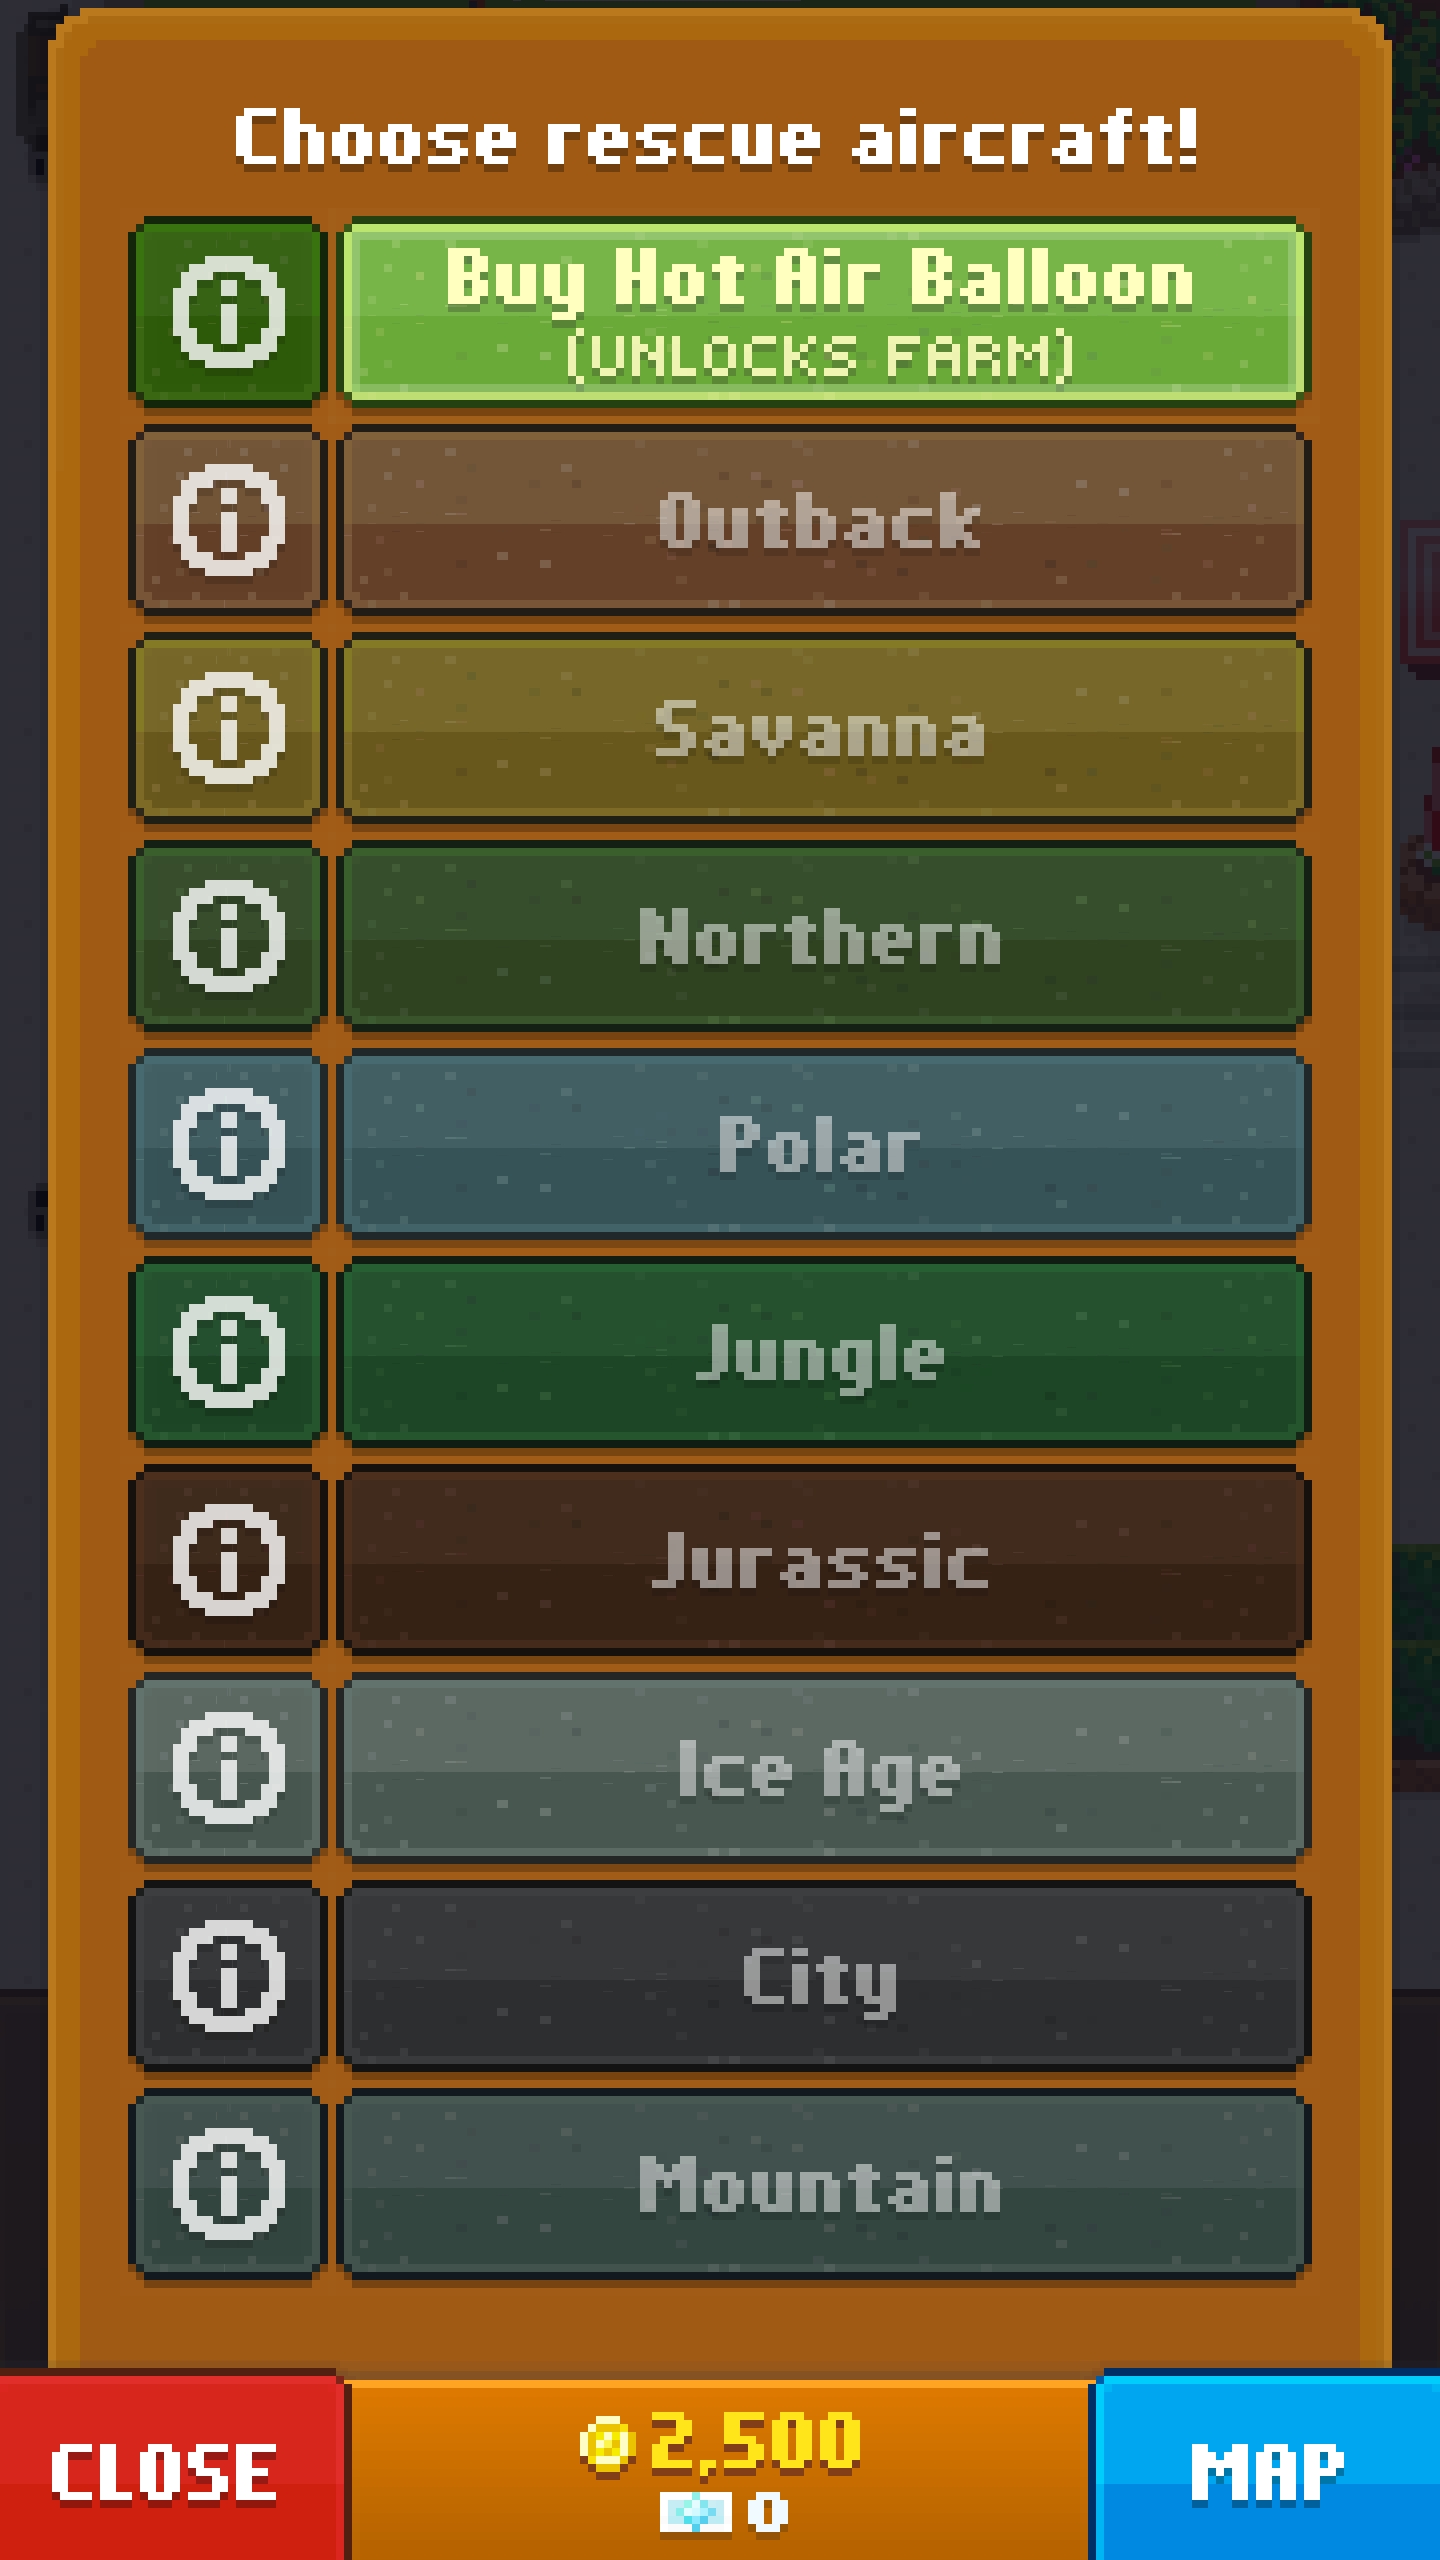 Choose rescue aircraft!
Buy Hot Air Balloon
(UNLOCKS FARM)
Outback
Savanna
Northern
Polar
Jungle
Jurassic
Ice Age
City
Mountain
CLOSE
2,500
0
MAP